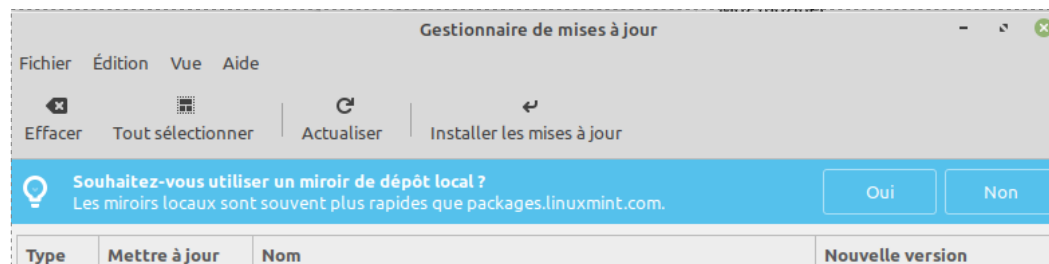 Gestionnaire de mises à jour
Fichier Édition Vue Aide
Effacer Tout sélectionner Actualiser Installer les mises à jour
Souhaitez-vous utiliser un miroir de dépôt local ?
Les miroirs locaux sont souvent plus rapides que packages.linuxmint.com.
Oui Non
Type Mettre à jour Nom Nouvelle version